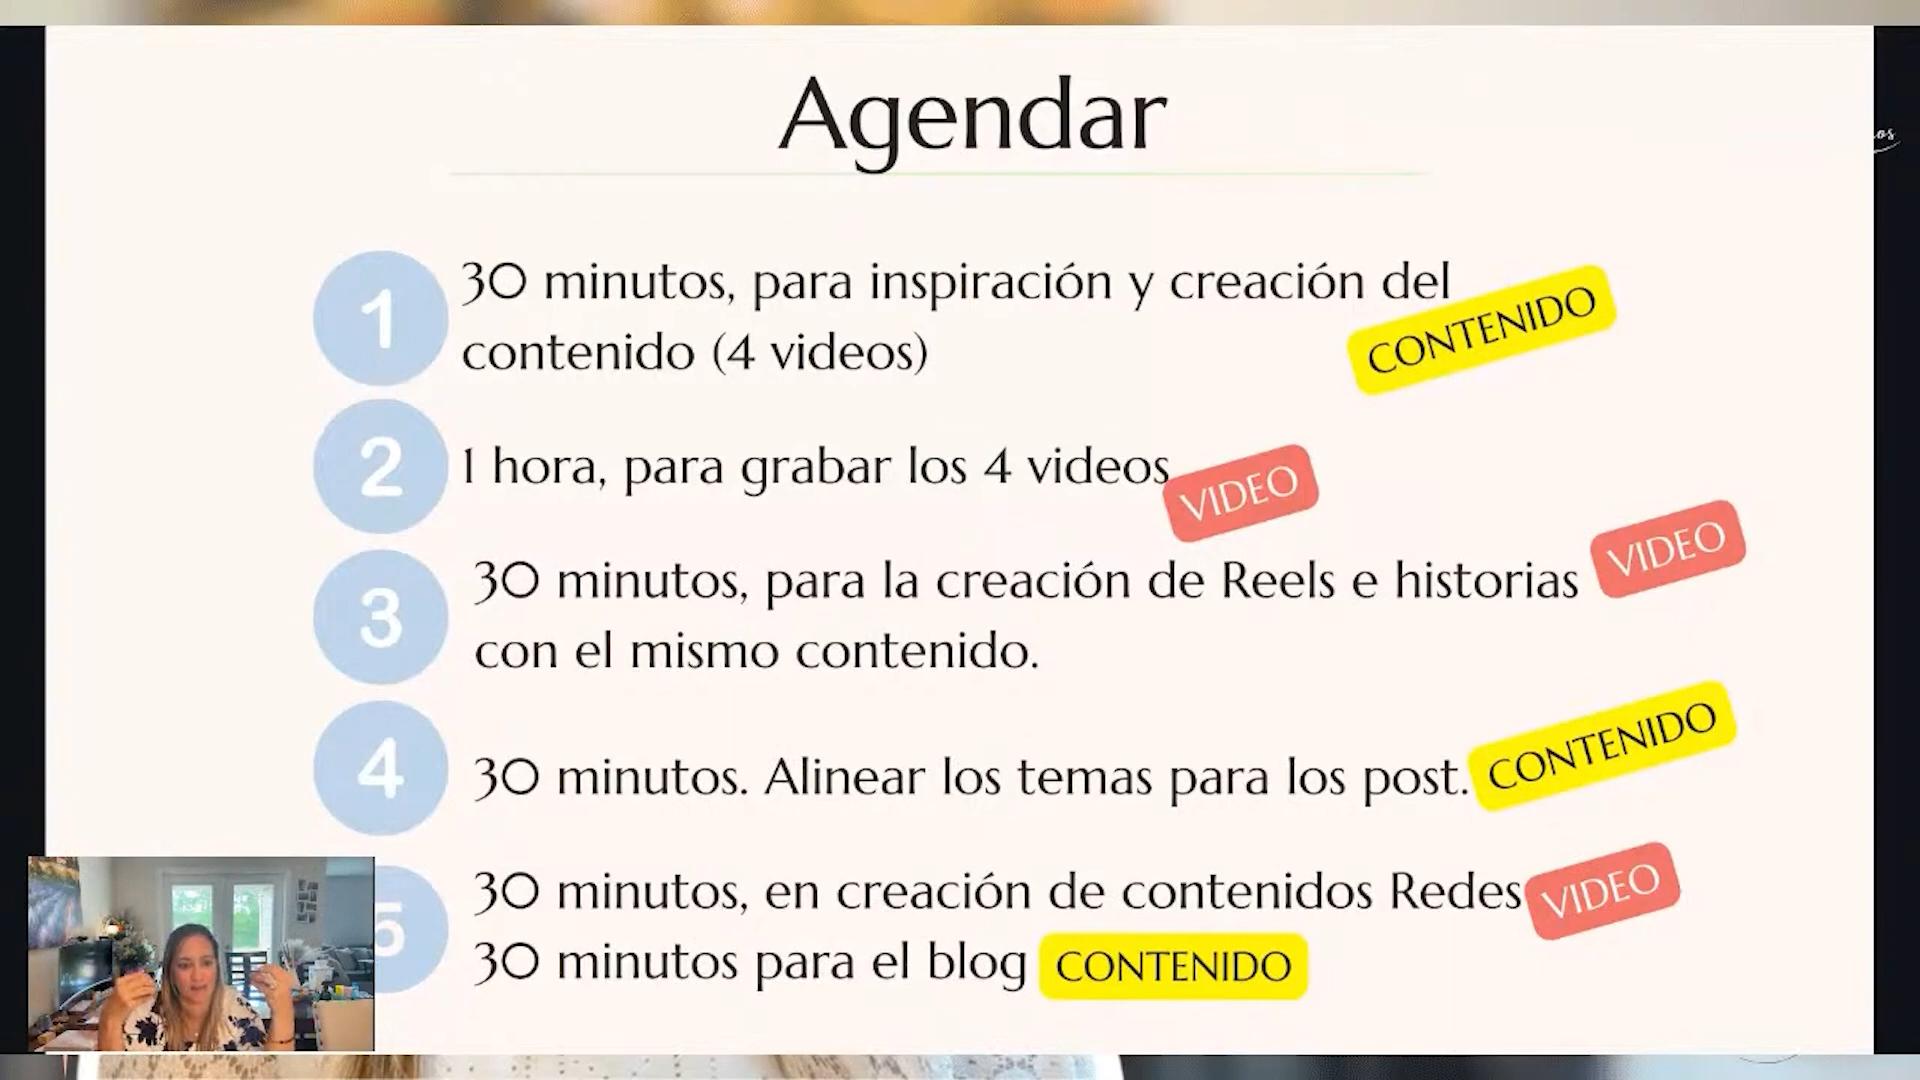 Agendar
1
30 minutos, para inspiración y creación del
contenido (4 videos)
CONTENIDO
2
1 hora, para grabar los 4 videos
VIDEO
3
30 minutos, para la creación de Reels e historias
con el mismo contenido.
VIDEO
4
30 minutos. Alinear los temas para los post.
CONTENIDO
5
30 minutos, en creación de contenidos Redes
VIDEO
30 minutos para el blog
CONTENIDO